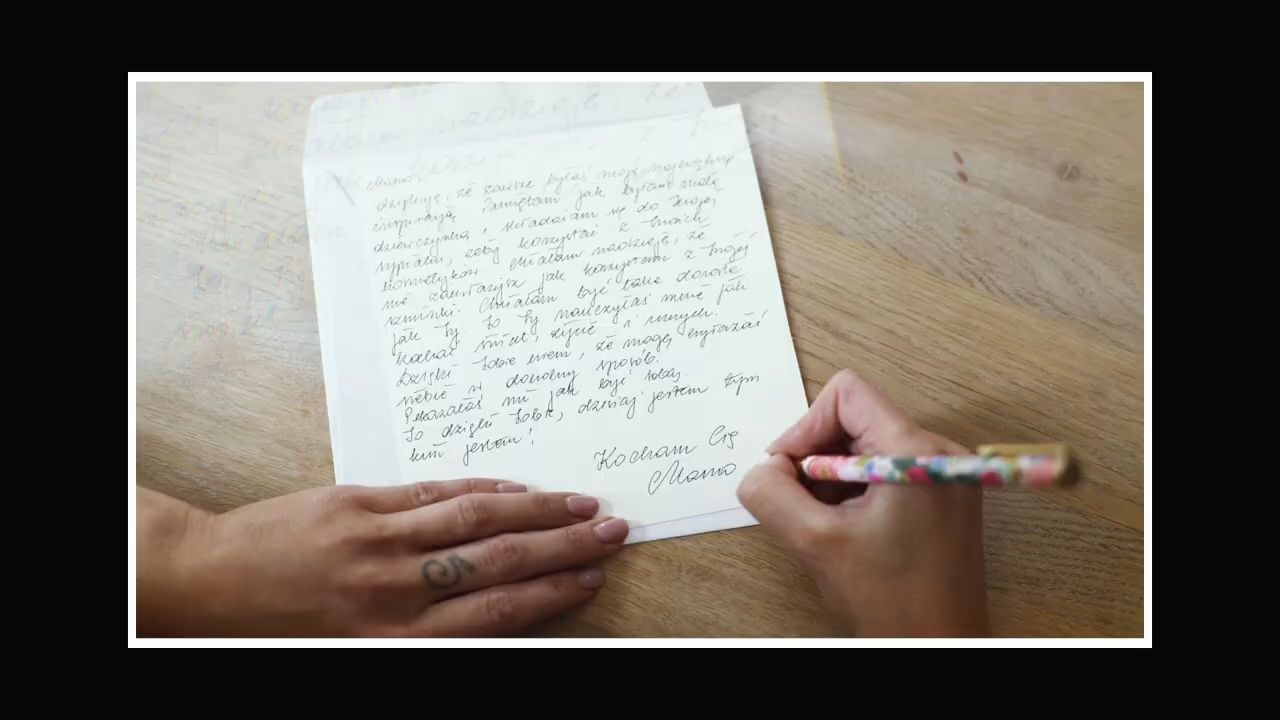 Mamo,
dziękuję, że zawsze byłaś moją największą
inspiracją. Pamiętam jak byłam małą
dziewczynką, skradałam się do Twojej
sypialni, żeby korzystać z Twoich
kosmetyków. Miałam nadzieję, że
nie zauważysz jak korzystam z Twojej
szminki. Chciałam być taka dorosła
jak Ty. To Ty nauczyłaś mnie jak
kochać świat, życie i innych.
Dzięki Tobie wiem, że mogę wyrażać
siebie w dowolny sposób.
Pokazałaś mi jak być sobą.
To dzięki Tobie, dzisiaj jestem tym
kim jestem!
Kocham Cię
Mamo